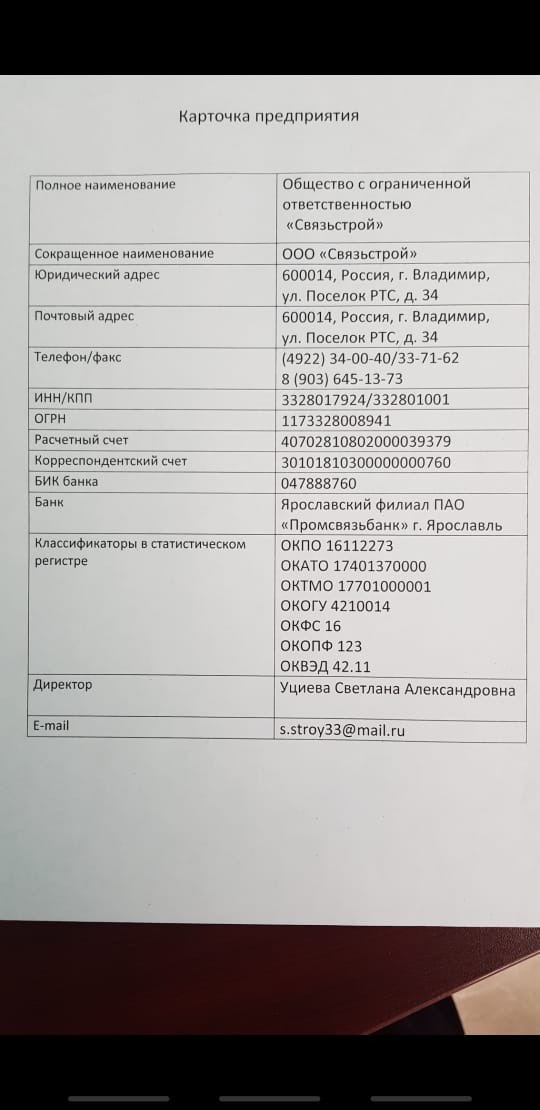 Карточка предприятия
Полное наименование
Общество с ограниченной
ответственностью
«Связьстрой»
Сокращенное наименование
ООО «Связьстрой»
Юридический адрес
600014, Россия, г. Владимир,
ул. Поселок РТС, д. 34
Почтовый адрес
600014, Россия, г. Владимир,
ул. Поселок РТС, д. 34
Телефон/факс
(4922) 34-00-40/33-71-62
8 (903) 645-13-73
ИНН/КПП
3328017924/332801001
ОГРН
1173328008941
Расчетный счет
40702810802000039379
Корреспондентский счет
30101810300000000760
БИК банка
047888760
Банк
Ярославский филиал ПАО
«Промсвязьбанк» г. Ярославль
Классификаторы в статистическом
регистре
ОКПО 16112273
ОКАТО 17401370000
ОКТМО 17701000001
ОКОГУ 4210014
ОКФС 16
ОКОПФ 123
ОКВЭД 42.11
Директор
Уциева Светлана Александровна
E-mail
s.stroy33@mail.ru